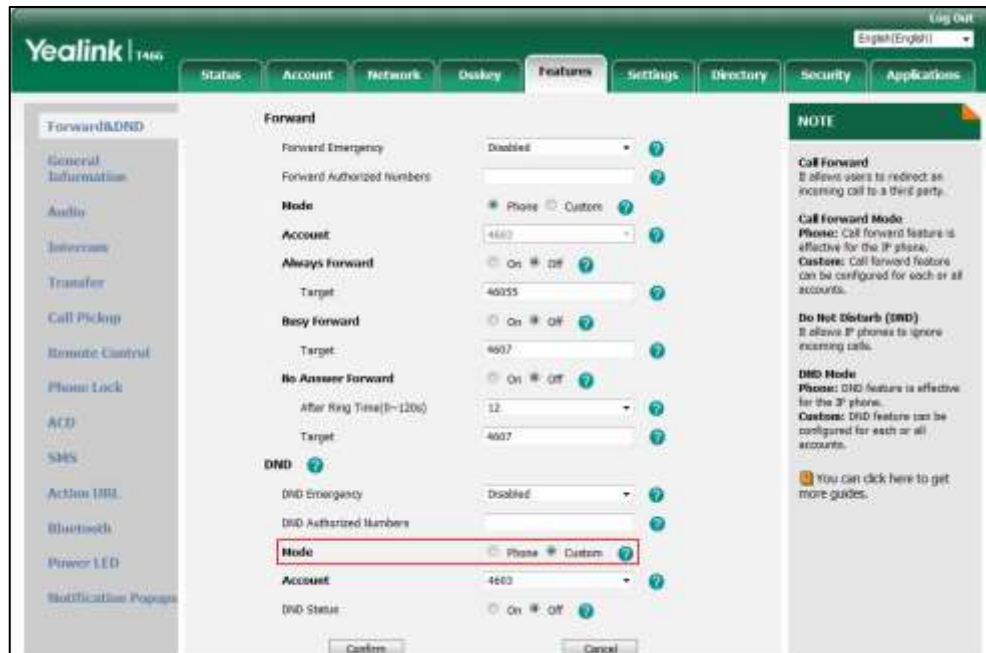 Log Out
English(English)
Yealink T46G
Status Account Network Dsskey Features Settings Directory Security Applications
Forward&DND
General Information
Audio
Intercom
Transfer
Call Pickup
Remote Control
Phone Lock
ACD
SMS
Action URL
Bluetooth
Power LED
Notification Popups
Forward
Forward Emergency Disabled
Forward Authorized Numbers
Mode Phone Custom
Account 4603
Always Forward On Off
Target 46055
Busy Forward On Off
Target 4607
No Answer Forward On Off
After Ring Time(0~120s) 12
Target 4607
DND
DND Emergency Disabled
DND Authorized Numbers
Mode Phone Custom
Account 4603
DND Status On Off
Confirm Cancel
NOTE
Call Forward
It allows users to redirect an
incoming call to a third party.
Call Forward Mode
Phone: Call forward feature is
effective for the IP phone.
Custom: Call forward feature
can be configured for each or all
accounts.
Do Not Disturb (DND)
It allows IP phones to ignore
incoming calls.
DND Mode
Phone: DND feature is effective
for the IP phone.
Custom: DND feature can be
configured for each or all
accounts.
You can click here to get
more guides.